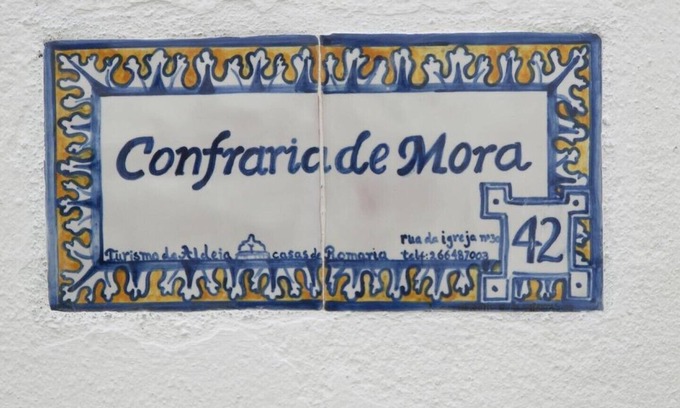 Confraria de Mora
rua da igreja nº30
Turismo de Aldeia casas de Romaria telf: 266487003
42